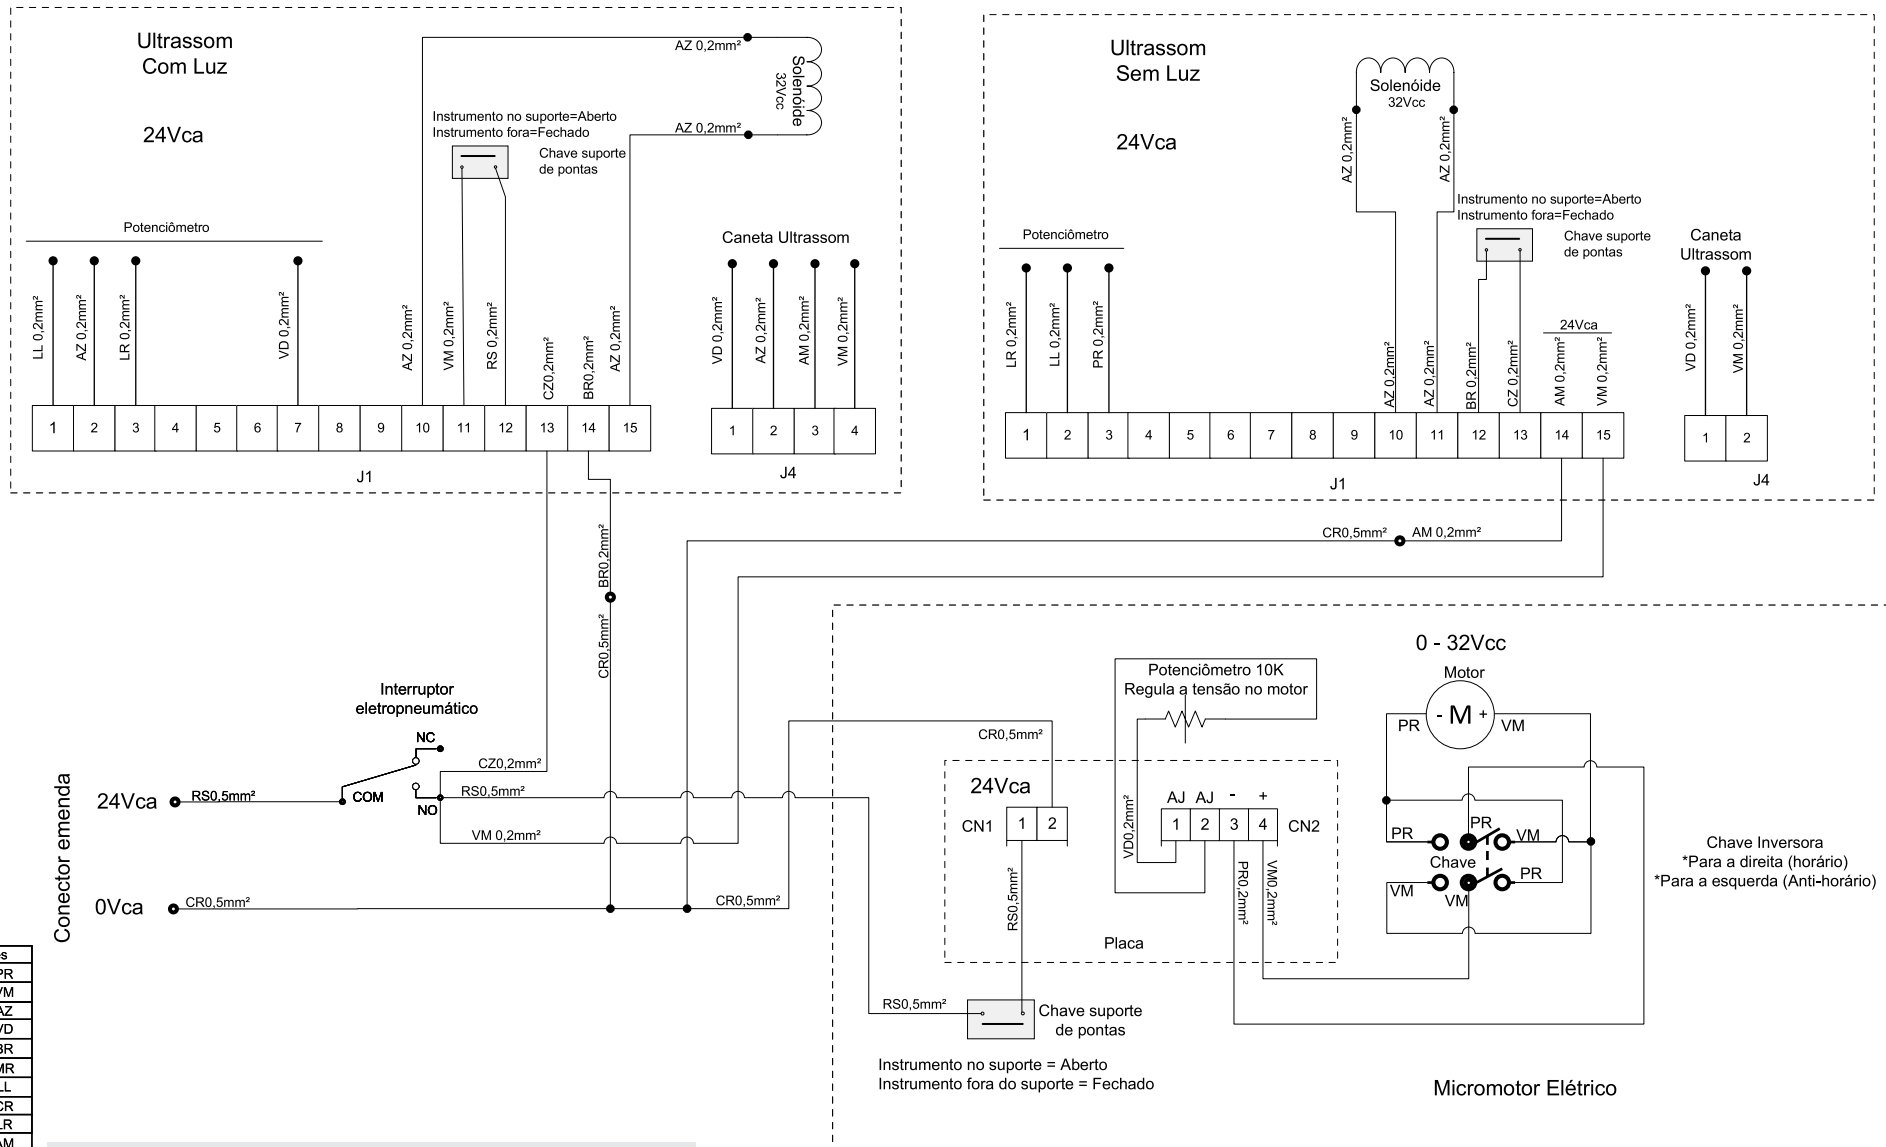 Ultrassom
Com Luz
24Vca
AZ 0,2mm²
Solenóide
32Vcc
AZ 0,2mm²
Instrumento no suporte=Aberto
Instrumento fora=Fechado
Chave suporte
de pontas
Potenciômetro
LL 0,2mm²
AZ 0,2mm²
LR 0,2mm²
VD 0,2mm²
AZ 0,2mm²
VM 0,2mm²
RS 0,2mm²
CZ0,2mm²
BR0,2mm²
AZ 0,2mm²
1 2 3 4 5 6 7 8 9 10 11 12 13 14 15
J1
Caneta Ultrassom
VD 0,2mm²
AZ 0,2mm²
AM 0,2mm²
VM 0,2mm²
1 2 3 4
J4
Ultrassom
Sem Luz
24Vca
Solenóide
32Vcc
AZ 0,2mm²
AZ 0,2mm²
Instrumento no suporte=Aberto
Instrumento fora=Fechado
Chave suporte
de pontas
Potenciômetro
LR 0,2mm²
LL 0,2mm²
PR 0,2mm²
AZ 0,2mm²
AZ 0,2mm²
BR 0,2mm²
CZ 0,2mm²
24Vca
AM 0,2mm²
VM 0,2mm²
1 2 3 4 5 6 7 8 9 10 11 12 13 14 15
J1
Caneta
Ultrassom
VD 0,2mm²
VM 0,2mm²
1 2
J4
CR0,5mm²
AM 0,2mm²
BR0,2mm²
CR0,5mm²
Interruptor
eletropneumático
NC
COM
NO
CZ0,2mm²
RS0,5mm²
VM 0,2mm²
Conector emenda
24Vca
RS0,5mm²
0Vca
CR0,5mm²
CR0,5mm²
CR0,5mm²
24Vca
CN1
1 2
RS0,5mm²
Potenciômetro 10K
Regula a tensão no motor
VD0,2mm²
AJ AJ - +
1 2 3 4
CN2
PR0,2mm²
VM0,2mm²
Placa
RS0,5mm²
Chave suporte
de pontas
Instrumento no suporte = Aberto
Instrumento fora do suporte = Fechado
0 - 32Vcc
Motor
- M +
PR
VM
PR
PR
VM
Chave
PR
VM
VM
Chave Inversora
*Para a direita (horário)
*Para a esquerda (Anti-horário)
Micromotor Elétrico